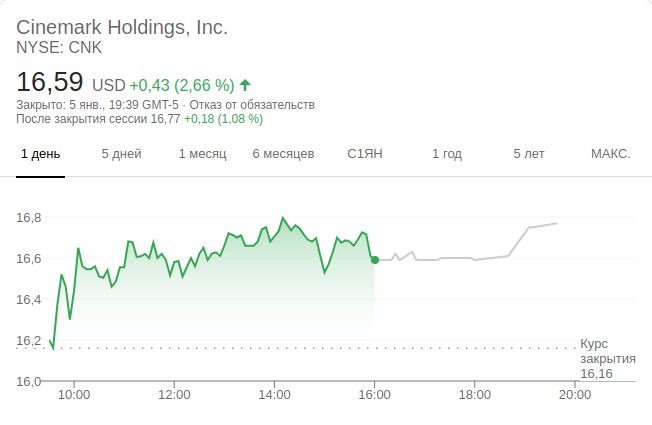 Cinemark Holdings, Inc.
NYSE: CNK
16,59 USD +0,43 (2,66 %)
Закрыто: 5 янв., 19:39 GMT-5 · Отказ от обязательств
После закрытия сессии 16,77 +0,18 (1,08 %)
1 день 5 дней 1 месяц 6 месяцев С1ЯН 1 год 5 лет МАКС.
16,8
16,6
16,4
16,2
16,0
Курс
закрытия
16,16
10:00 12:00 14:00 16:00 18:00 20:00